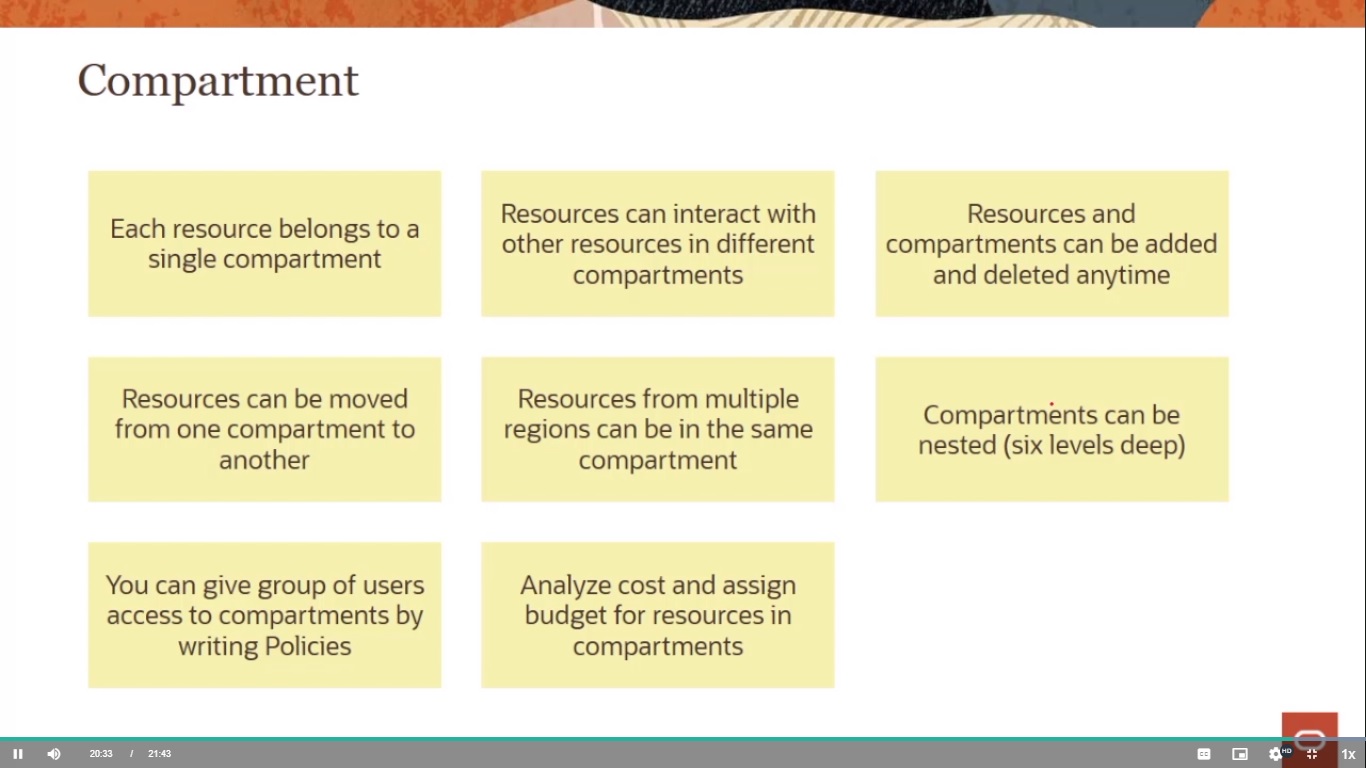 Compartment
Each resource belongs to a
single compartment
Resources can interact with
other resources in different
compartments
Resources and
compartments can be added
and deleted anytime
Resources can be moved
from one compartment to
another
Resources from multiple
regions can be in the same
compartment
Compartments can be
nested (six levels deep)
You can give group of users
access to compartments by
writing Policies
Analyze cost and assign
budget for resources in
compartments
20:33 / 21:43
CC
HD
1x